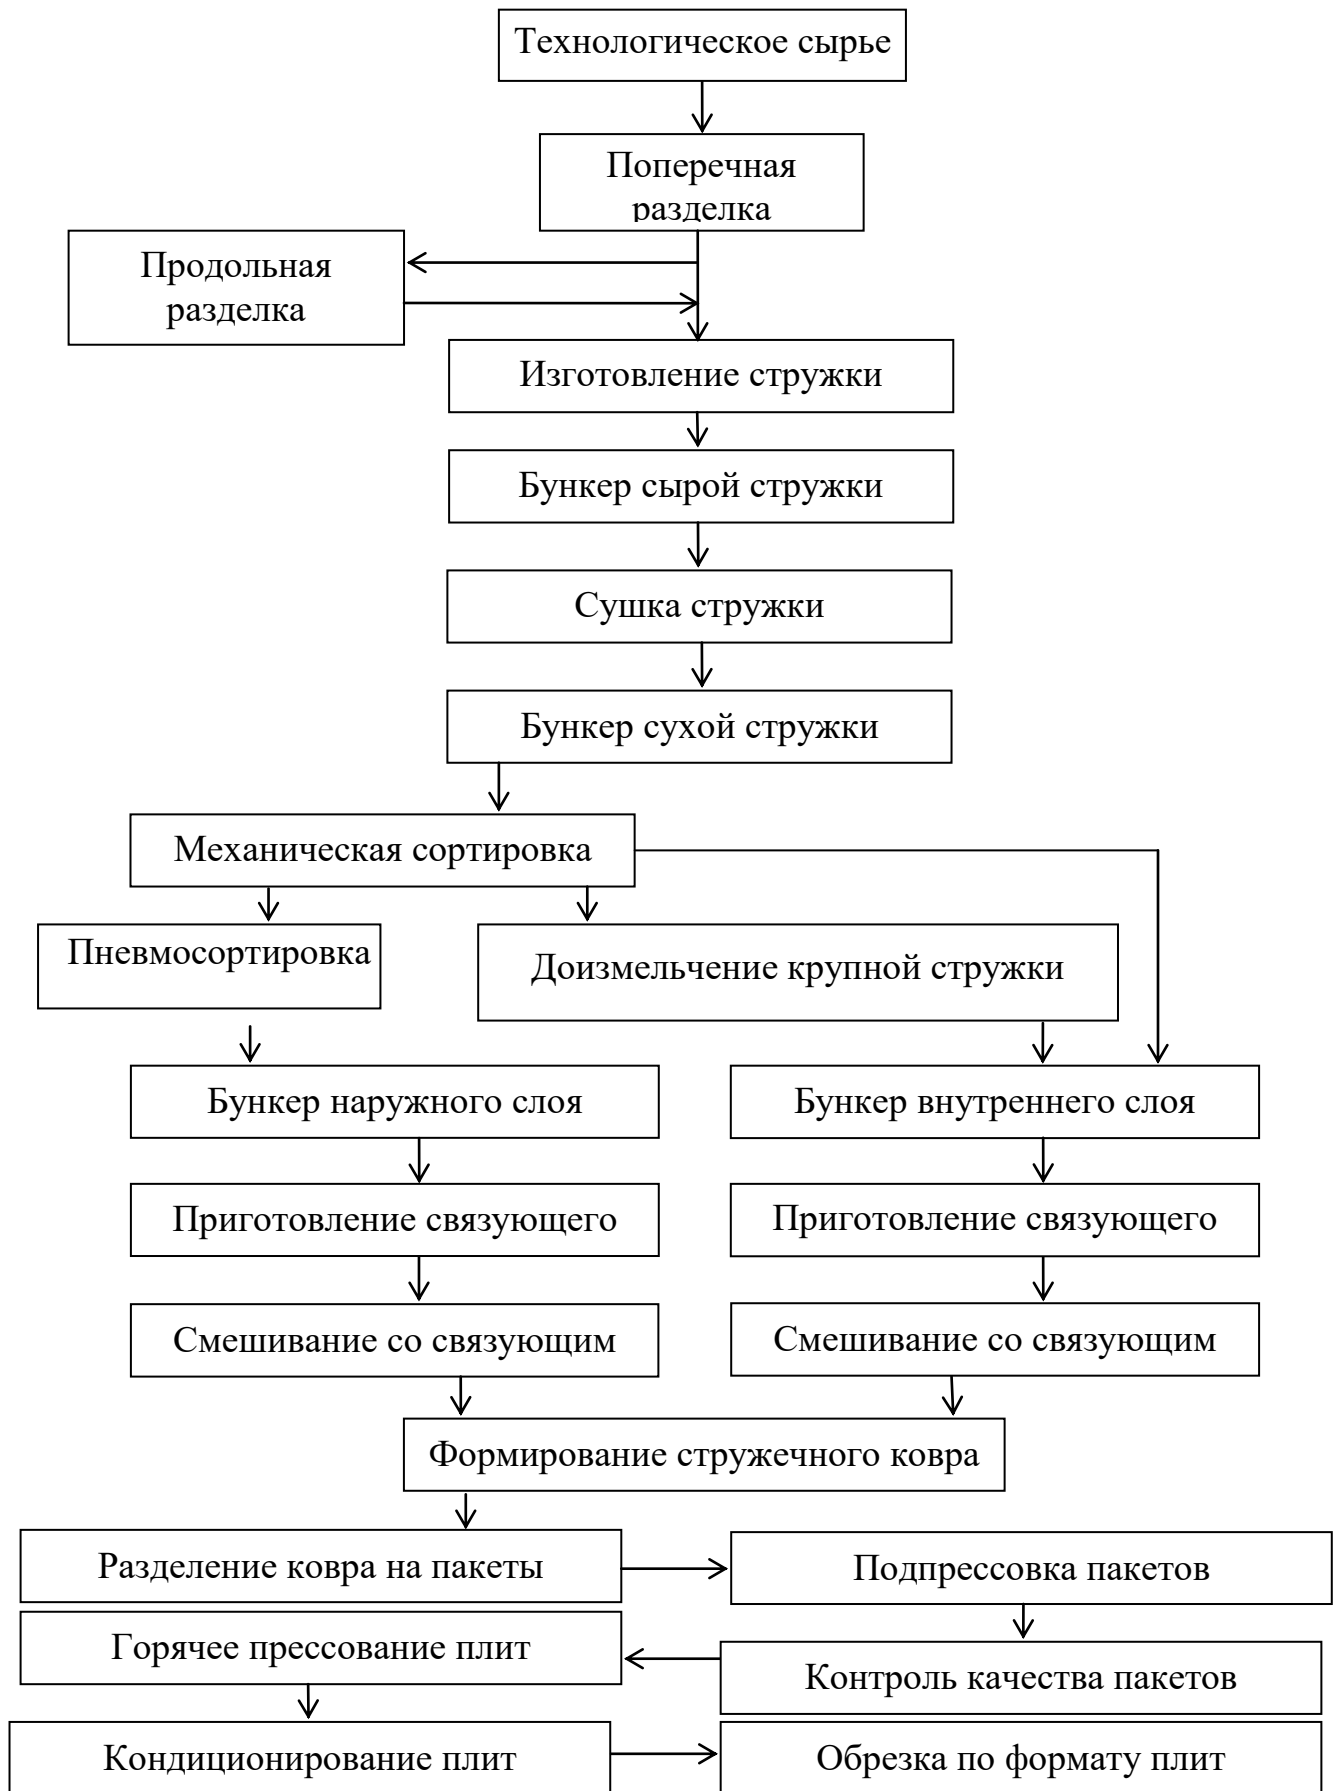 Технологическое сырье
Поперечная
разделка
Продольная
разделка
Изготовление стружки
Бункер сырой стружки
Сушка стружки
Бункер сухой стружки
Механическая сортировка
Пневмосортировка
Доизмельчение крупной стружки
Бункер наружного слоя
Бункер внутреннего слоя
Приготовление связующего
Приготовление связующего
Смешивание со связующим
Смешивание со связующим
Формирование стружечного ковра
Разделение ковра на пакеты
Подпрессовка пакетов
Горячее прессование плит
Контроль качества пакетов
Кондиционирование плит
Обрезка по формату плит